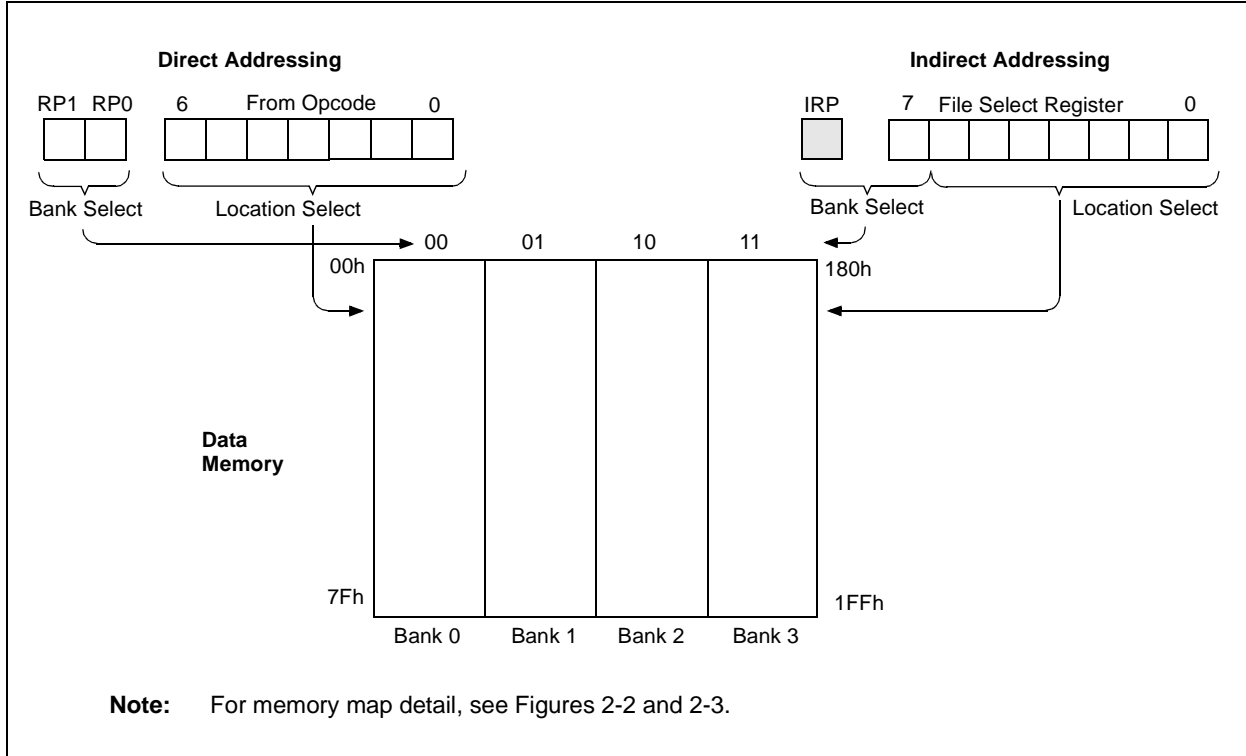 Direct Addressing
Indirect Addressing
RP1 RP0 6 From Opcode 0
IRP 7 File Select Register 0
Bank Select Location Select
Bank Select Location Select
00 01 10 11
00h 180h
Data
Memory
7Fh 1FFh
Bank 0 Bank 1 Bank 2 Bank 3
Note: For memory map detail, see Figures 2-2 and 2-3.